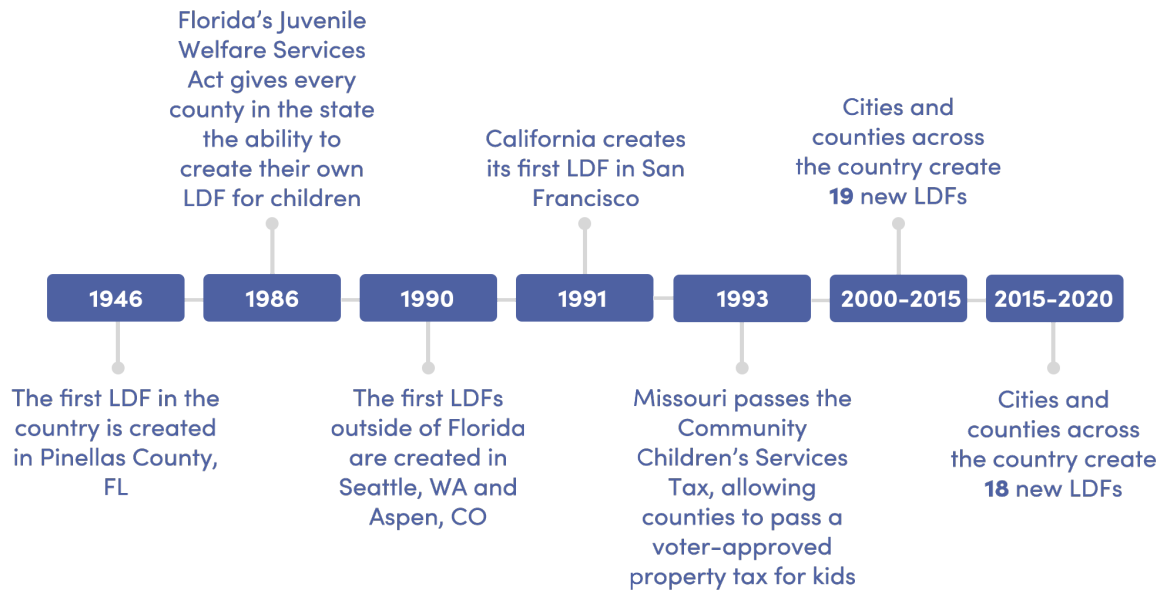 Florida’s Juvenile
Welfare Services
Act gives every
county in the state
the ability to
create their own
LDF for children
California creates
its first LDF in San
Francisco
Cities and
counties across
the country create
19 new LDFs
1946
1986
1990
1991
1993
2000-2015
2015-2020
The first LDF in the
country is created
in Pinellas County,
FL
The first LDFs
outside of Florida
are created in
Seattle, WA and
Aspen, CO
Missouri passes the
Community
Children’s Services
Tax, allowing
counties to pass a
voter-approved
property tax for kids
Cities and
counties across
the country create
18 new LDFs